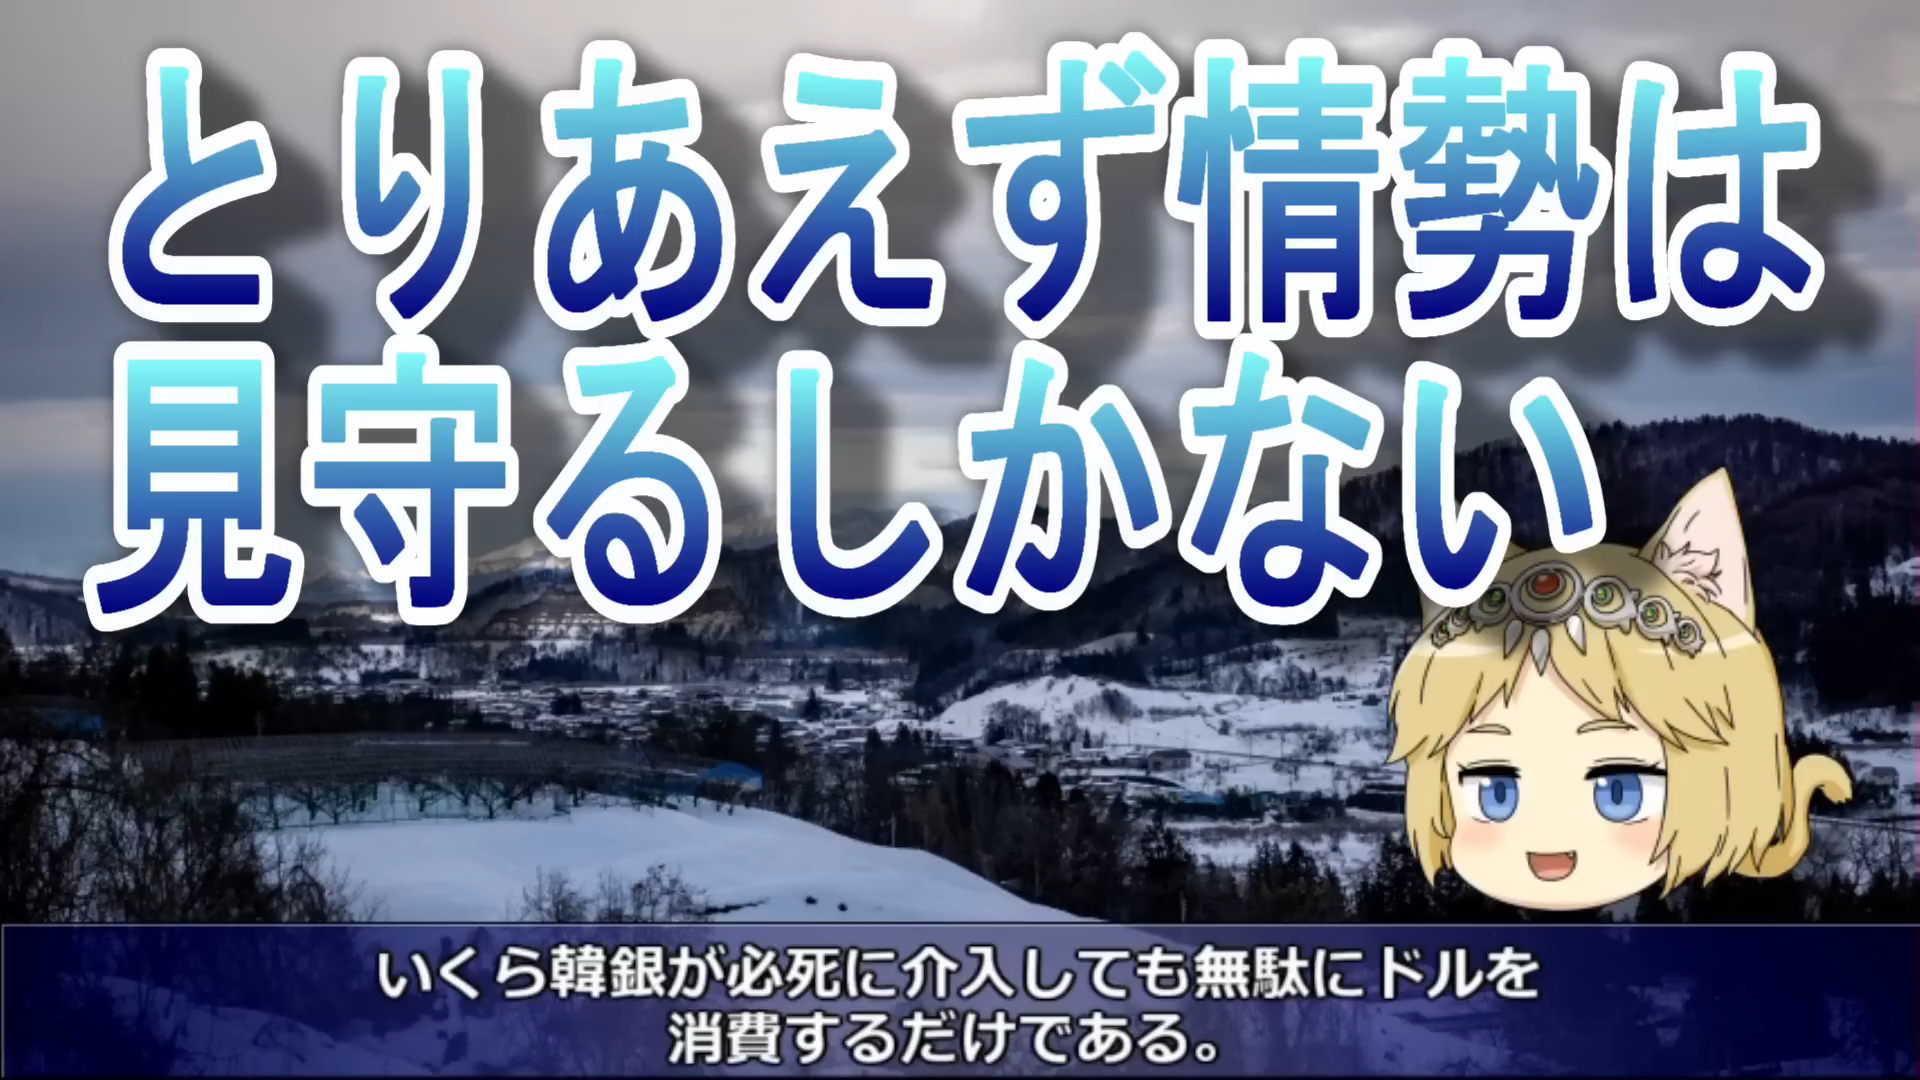 とりあえず情勢は
見守るしかない
いくら韓銀が必死に介入しても無駄にドルを
消費するだけである。